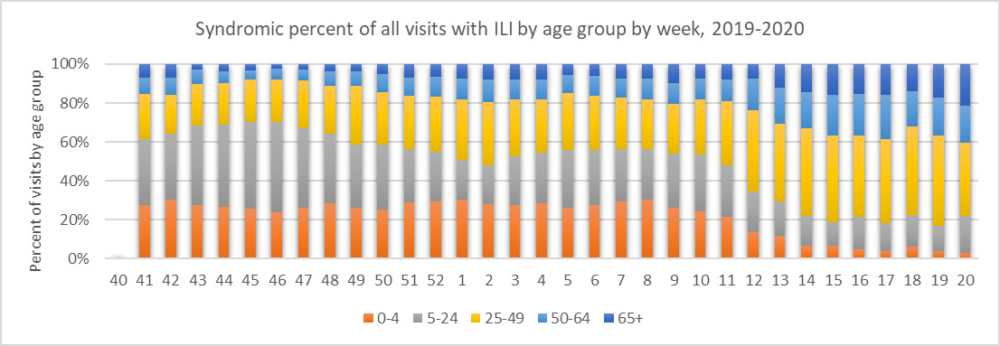 Syndromic percent of all visits with ILI by age group by week, 2019-2020
Percent of visits by age group
100%
80%
60%
40%
20%
0%
40 41 42 43 44 45 46 47 48 49 50 51 52 1 2 3 4 5 6 7 8 9 10 11 12 13 14 15 16 17 18 19 20
0-4 5-24 25-49 50-64 65+